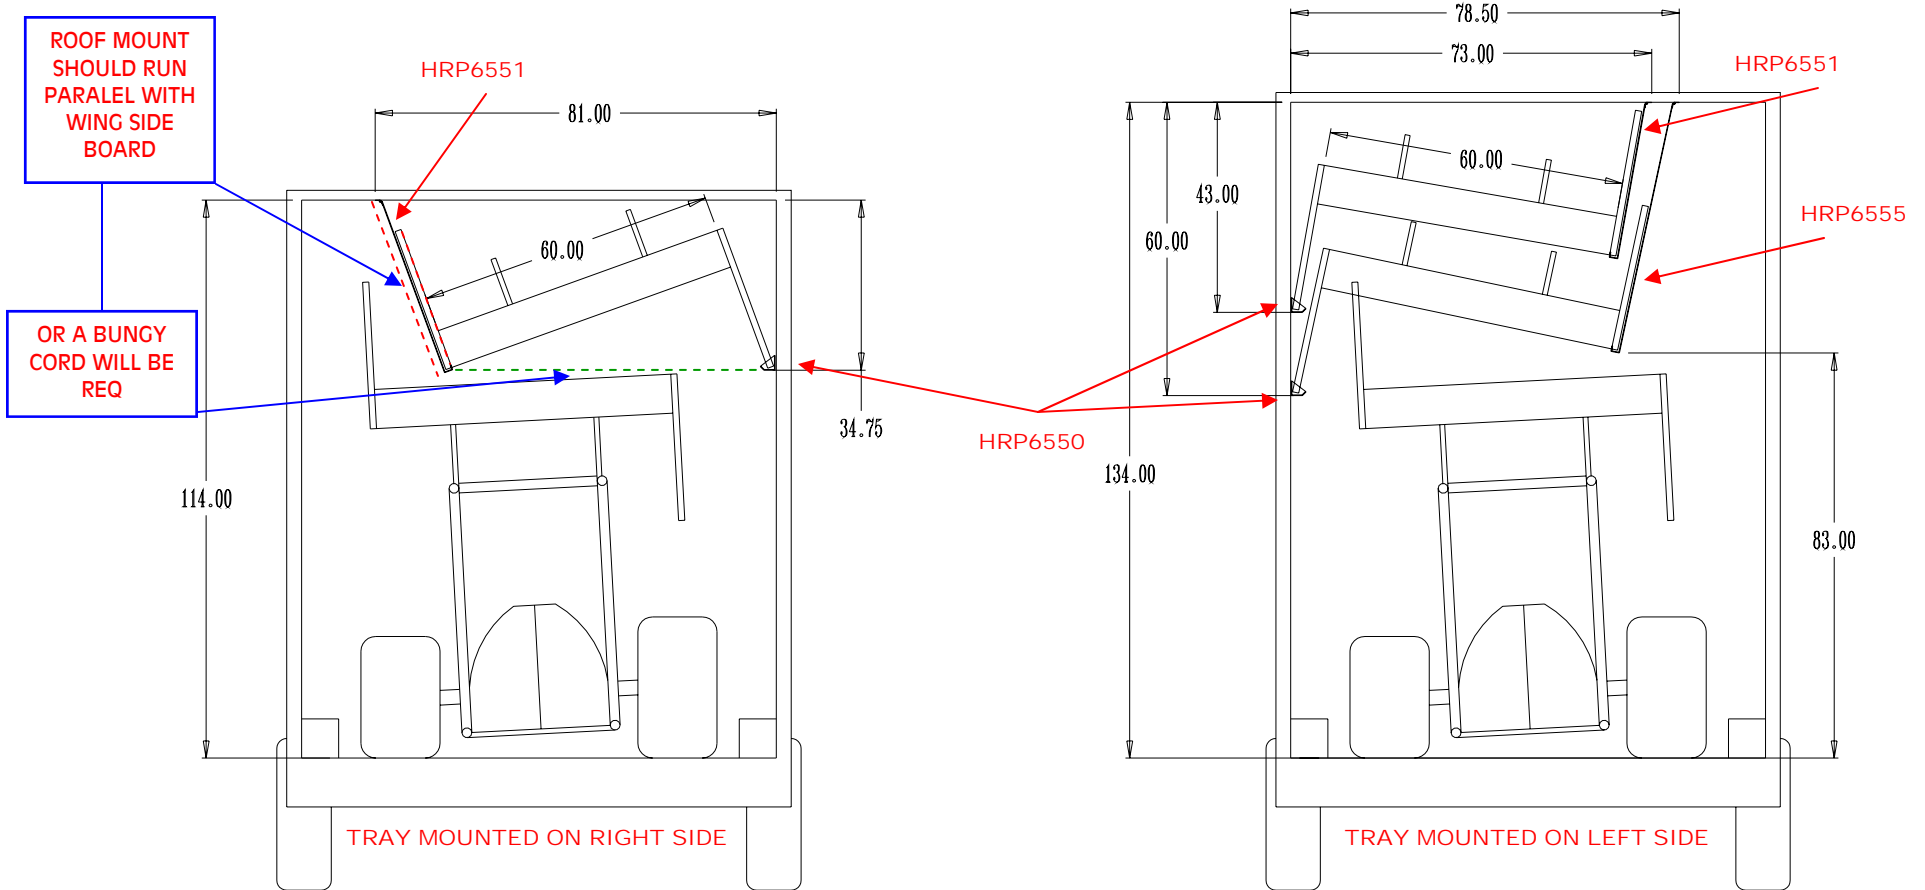 ROOF MOUNT
SHOULD RUN
PARALEL WITH
WING SIDE
BOARD
OR A BUNGY
CORD WILL BE
REQ
HRP6551
81.00
60.00
34.75
114.00
TRAY MOUNTED ON RIGHT SIDE
HRP6550
78.50
73.00
HRP6551
60.00
43.00
60.00
HRP6555
134.00
83.00
TRAY MOUNTED ON LEFT SIDE